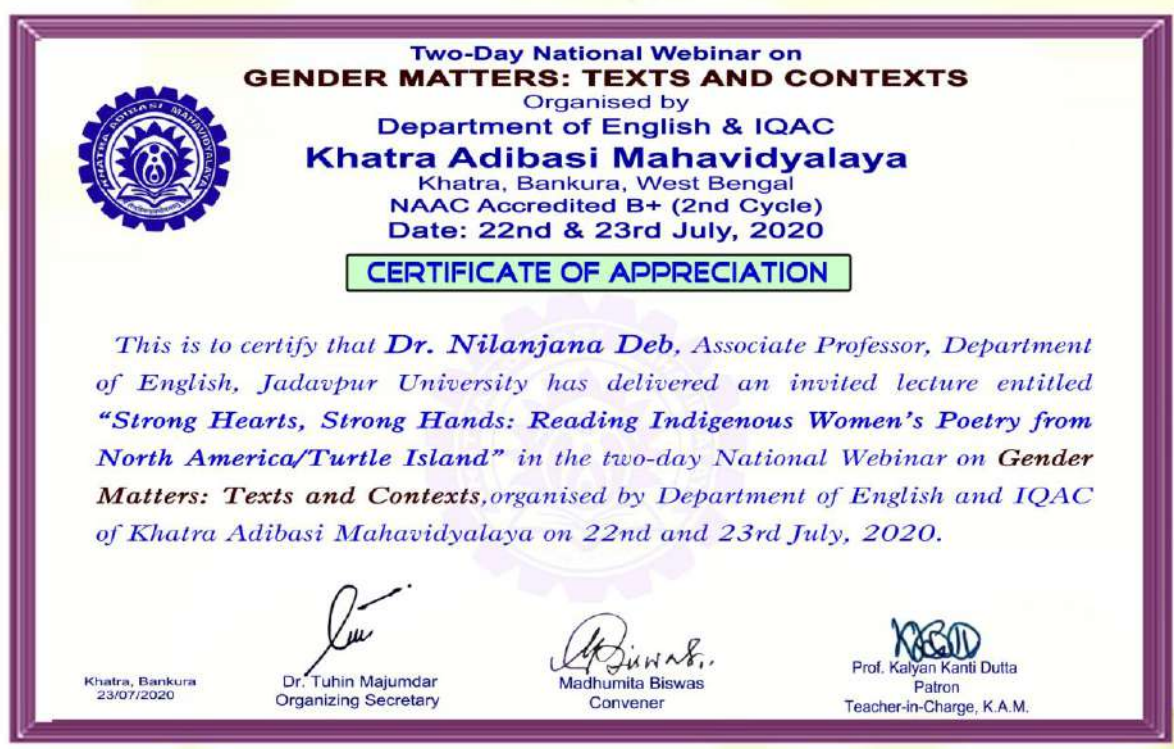 Two-Day National Webinar on
GENDER MATTERS: TEXTS AND CONTEXTS
Organised by
Department of English & IQAC
Khatra Adibasi Mahavidyalaya
Khatra, Bankura, West Bengal
NAAC Accredited B+ (2nd Cycle)
Date: 22nd & 23rd July, 2020
KHATRA ADIBASI MAHAVIDYALAYA
CERTIFICATE OF APPRECIATION
This is to certify that Dr. Nilanjana Deb, Associate Professor, Department
of English, Jadavpur University has delivered an invited lecture entitled
“Strong Hearts, Strong Hands: Reading Indigenous Women’s Poetry from
North America/Turtle Island” in the two-day National Webinar on Gender
Matters: Texts and Contexts,organised by Department of English and IQAC
of Khatra Adibasi Mahavidyalaya on 22nd and 23rd July, 2020.
Khatra, Bankura
23/07/2020
Dr. Tuhin Majumdar
Organizing Secretary
MBiswas.
Madhumita Biswas
Convener
Prof. Kalyan Kanti Dutta
Patron
Teacher-in-Charge, K.A.M.